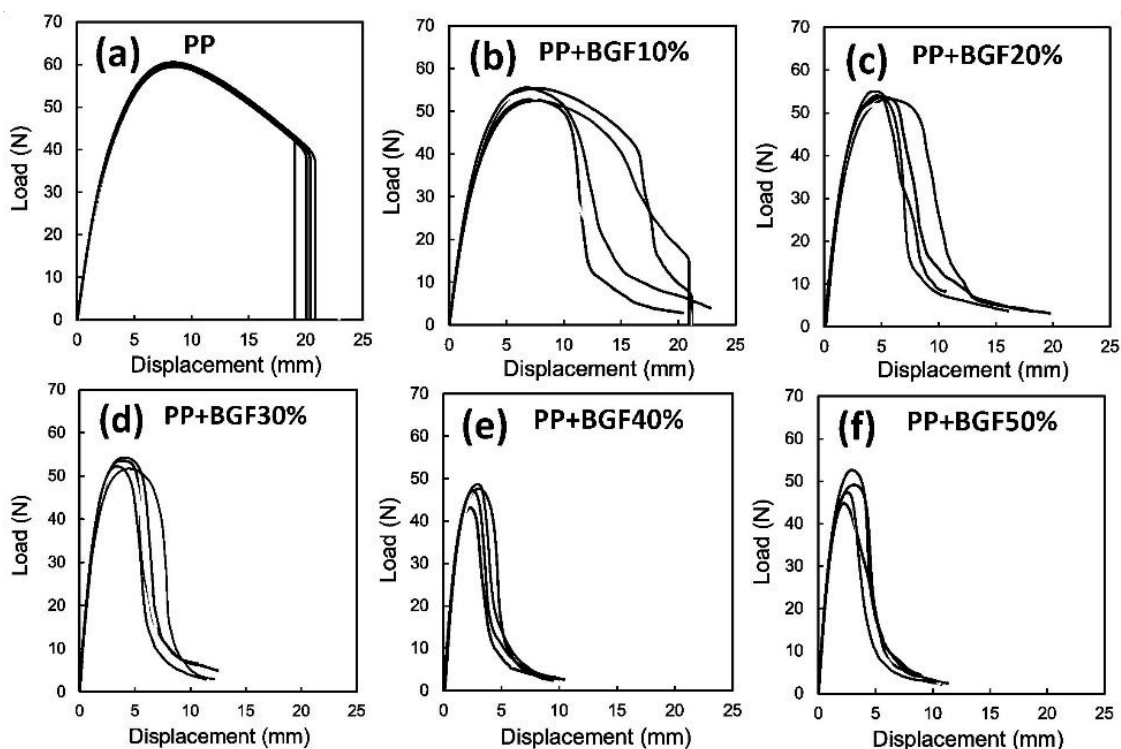 (a) PP
Load (N)
70
60
50
40
30
20
10
0
0 5 10 15 20 25
Displacement (mm)
(b) PP+BGF10%
Load (N)
70
60
50
40
30
20
10
0
0 5 10 15 20 25
Displacement (mm)
(c) PP+BGF20%
Load (N)
70
60
50
40
30
20
10
0
0 5 10 15 20 25
Displacement (mm)
(d) PP+BGF30%
Load (N)
70
60
50
40
30
20
10
0
0 5 10 15 20 25
Displacement (mm)
(e) PP+BGF40%
Load (N)
70
60
50
40
30
20
10
0
0 5 10 15 20 25
Displacement (mm)
(f) PP+BGF50%
Load (N)
70
60
50
40
30
20
10
0
0 5 10 15 20 25
Displacement (mm)